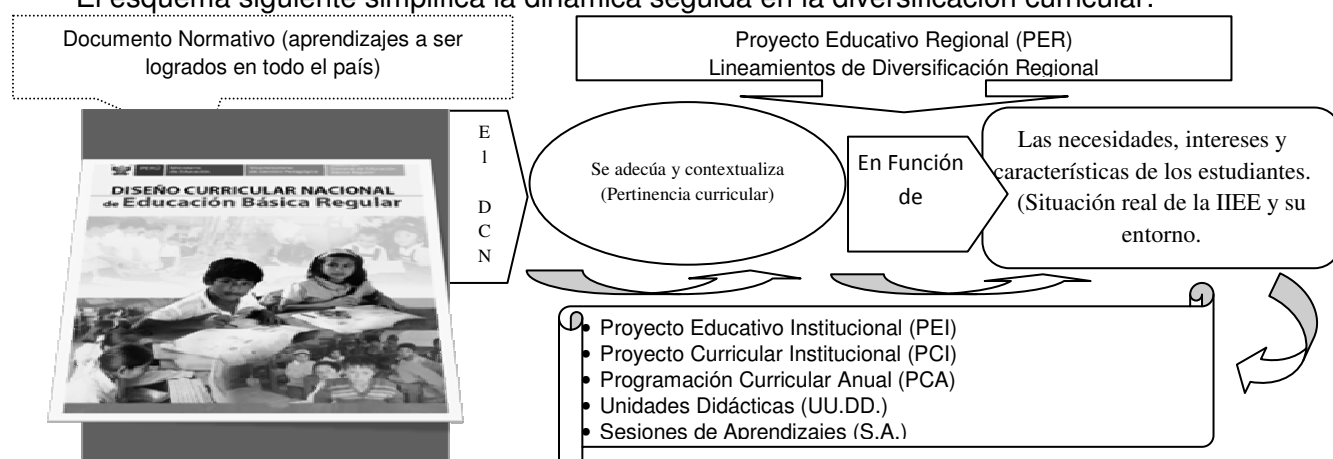 El esquema siguiente simplifica la dinámica seguida en la diversificación curricular:
Documento Normativo (aprendizajes a ser
logrados en todo el país)
Proyecto Educativo Regional (PER)
Lineamientos de Diversificación Regional
PERÚ
DISEÑO CURRICULAR NACIONAL
de Educación Básica Regular
E
l
D
C
N
Se adecúa y contextualiza
(Pertinencia curricular)
En Función
de
Las necesidades, intereses y
características de los estudiantes.
(Situación real de la IIEE y su
entorno.
• Proyecto Educativo Institucional (PEI)
• Proyecto Curricular Institucional (PCI)
• Programación Curricular Anual (PCA)
• Unidades Didácticas (UU.DD.)
• Sesiones de Aprendizajes (S.A.)